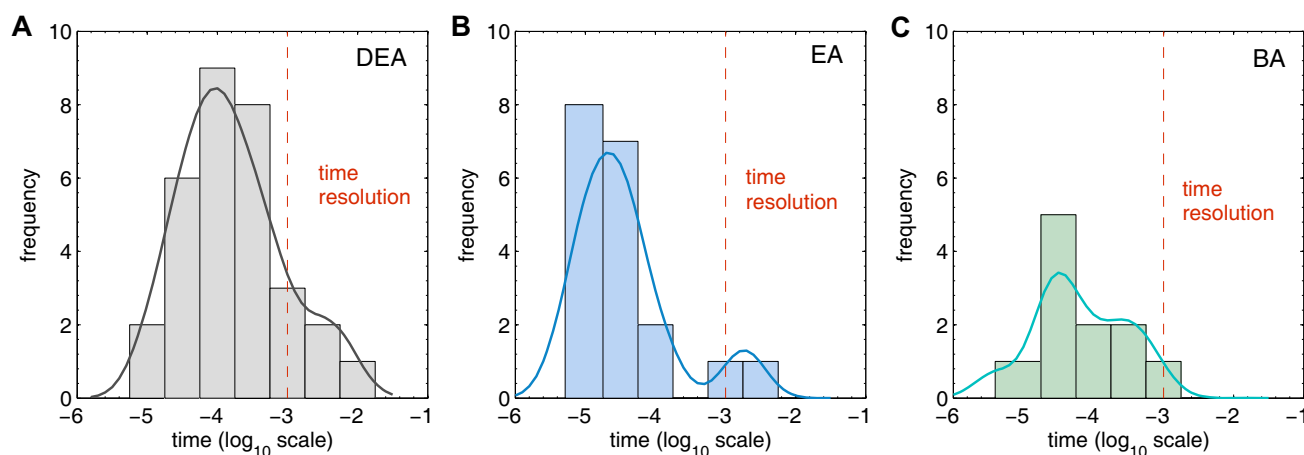 A
DEA
10
8
6
4
2
0
frequency
time
resolution
−6 −5 −4 −3 −2 −1
time (log10 scale)
B
EA
10
8
6
4
2
0
frequency
time
resolution
−6 −5 −4 −3 −2 −1
time (log10 scale)
C
BA
10
8
6
4
2
0
frequency
time
resolution
−6 −5 −4 −3 −2 −1
time (log10 scale)